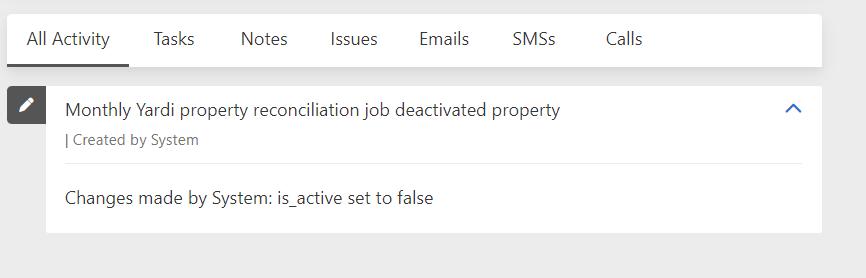 All Activity Tasks Notes Issues Emails SMSs Calls
Monthly Yardi property reconciliation job deactivated property
| Created by System
Changes made by System: is_active set to false